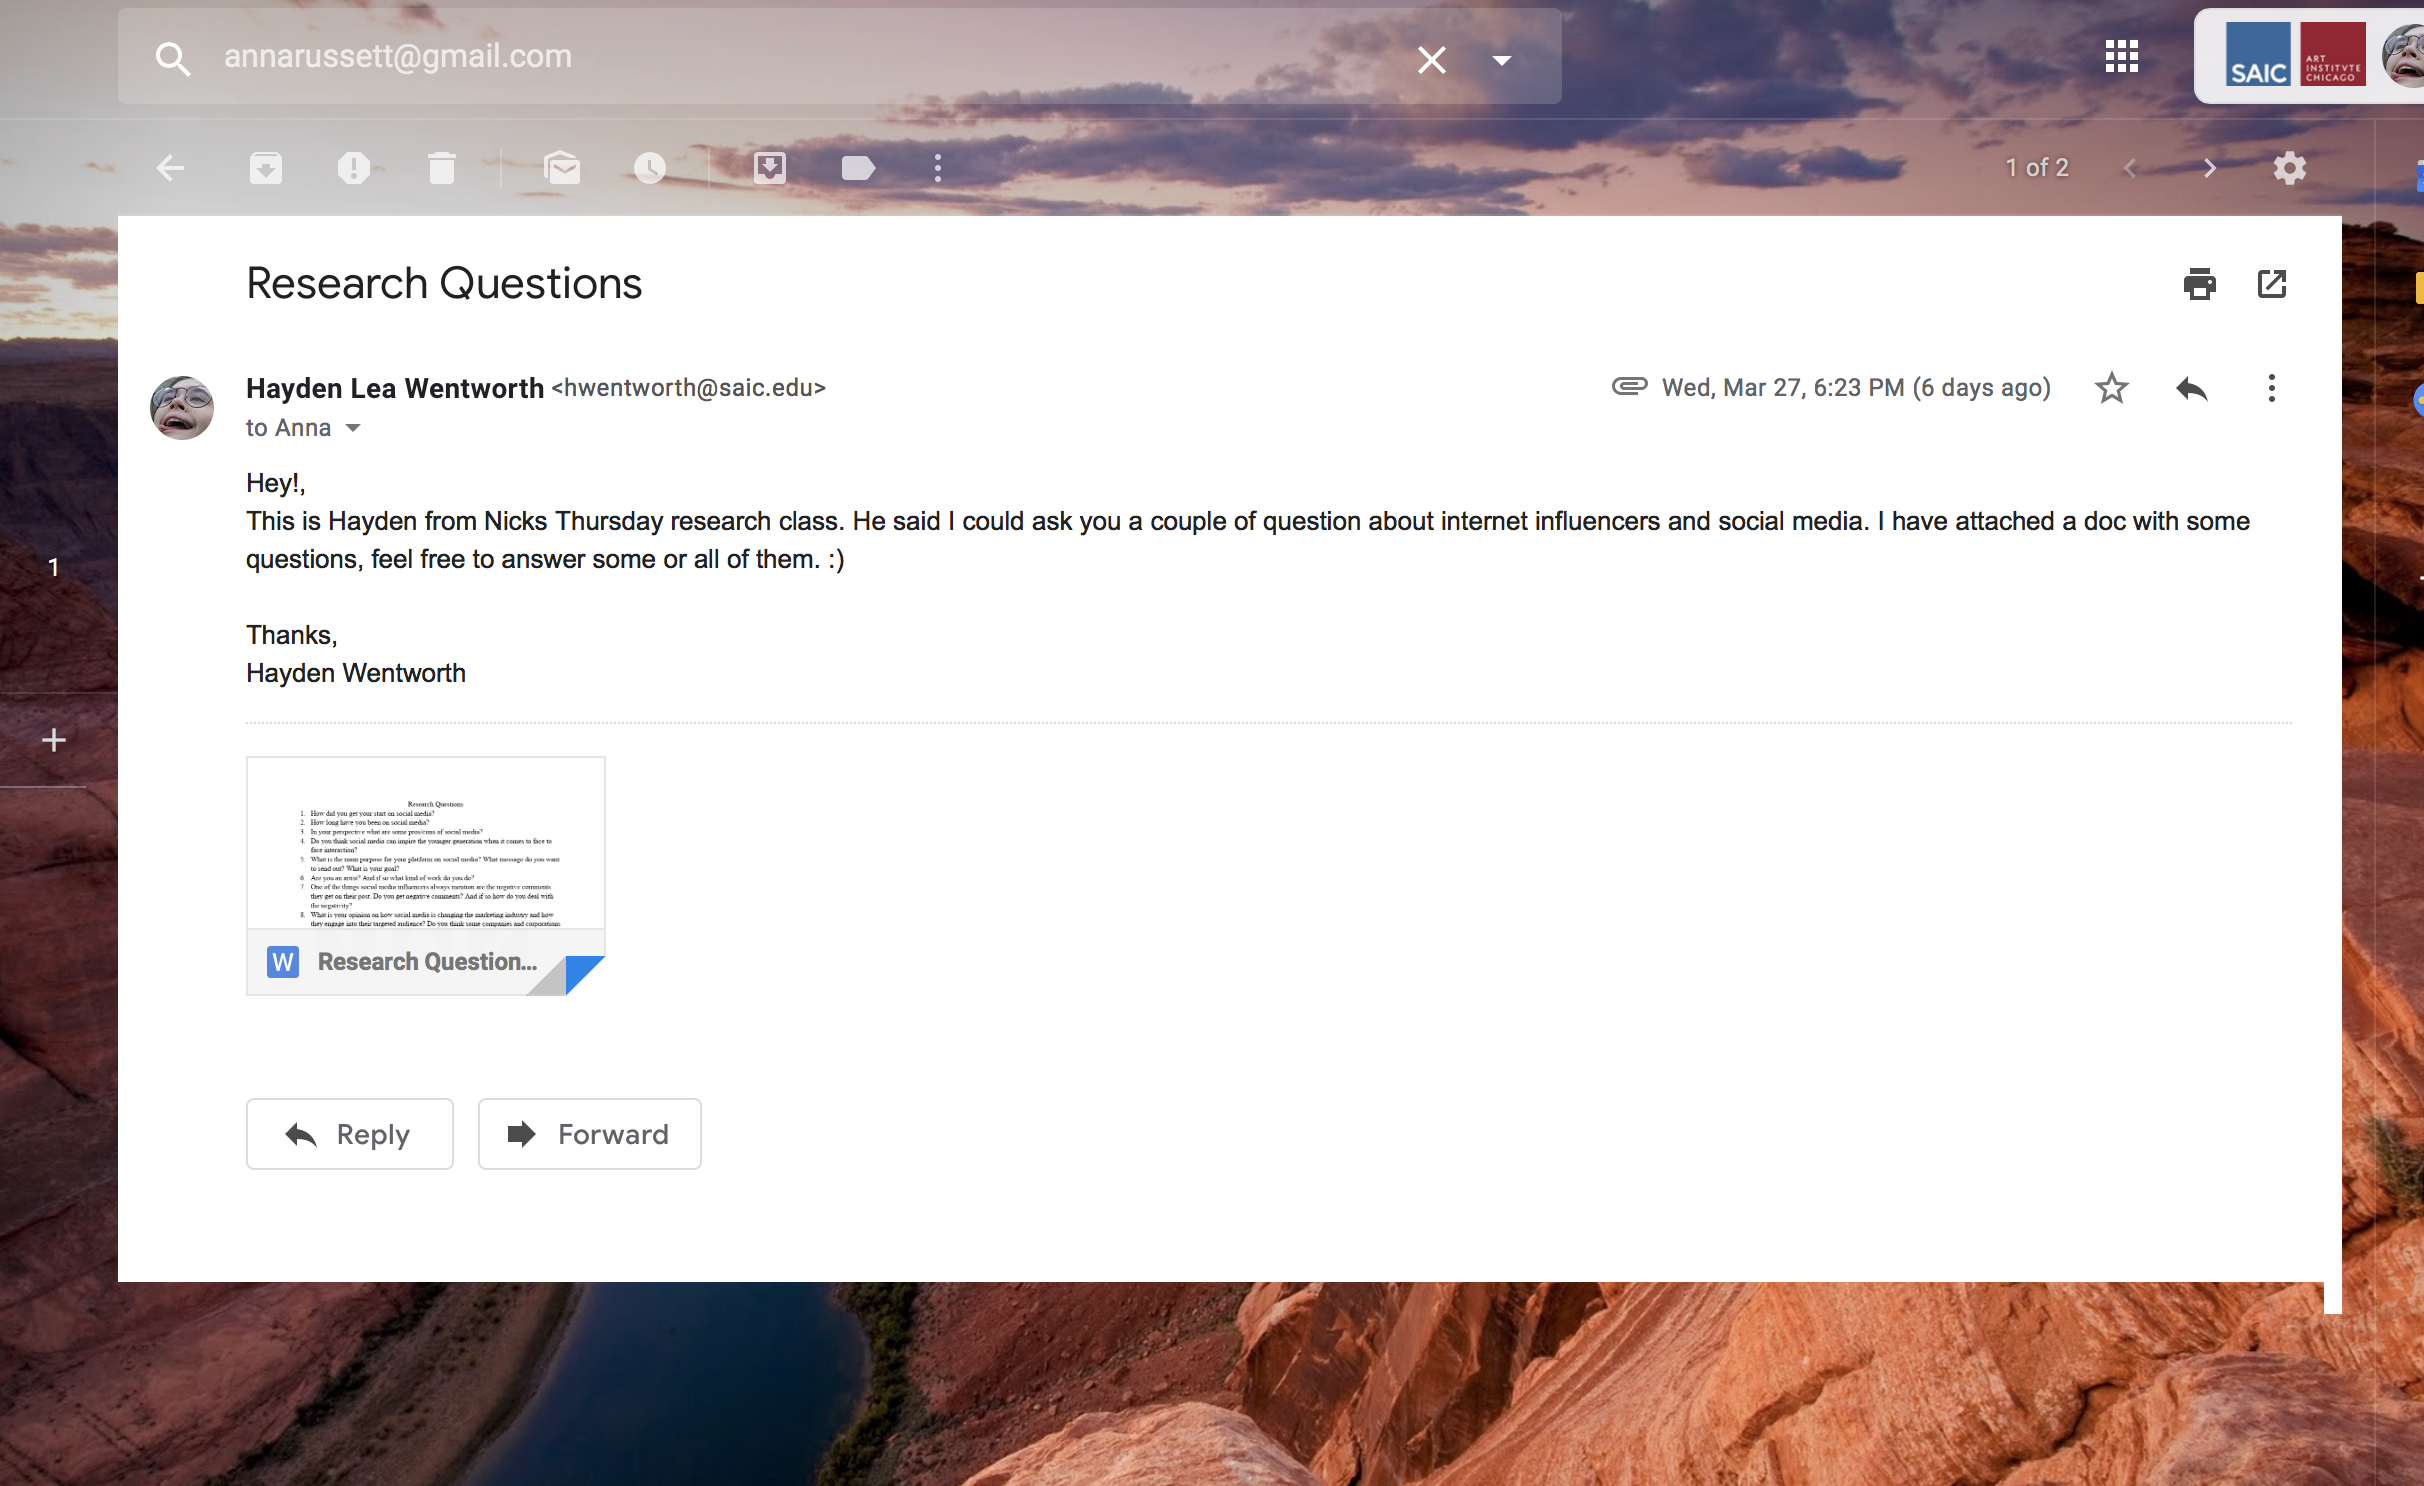 annarussett@gmail.com
SAIC
ART
INSTITVTE
CHICAGO
1 of 2
Research Questions
Hayden Lea Wentworth <hwentworth@saic.edu>
Wed, Mar 27, 6:23 PM (6 days ago)
to Anna
Hey!,
This is Hayden from Nicks Thursday research class. He said I could ask you a couple of question about internet influencers and social media. I have attached a doc with some
questions, feel free to answer some or all of them. :)
1
Thanks,
Hayden Wentworth
Research Questions
1. How did you get your start on social media?
2. How long have you been on social media?
3. In your perspective what are some pros/cons of social media?
4. Do you think social media can impire the younger generation when it comes to face to
face interaction?
5. What is the main purpose for your platform on social media? What message do you want
to send out? What is your goal?
6. Are you an artist? And if so what kind of work do you do?
7. One of the things social media influencers always mention are the negative comments
they get on their post. Do you get negative comments? And if so how do you deal with
the negativity?
8. What is your opinion on how social media is changing the marketing industry and how
they engage into their targeted audience? Do you think some companies and corporations
W Research Question...
Reply
Forward